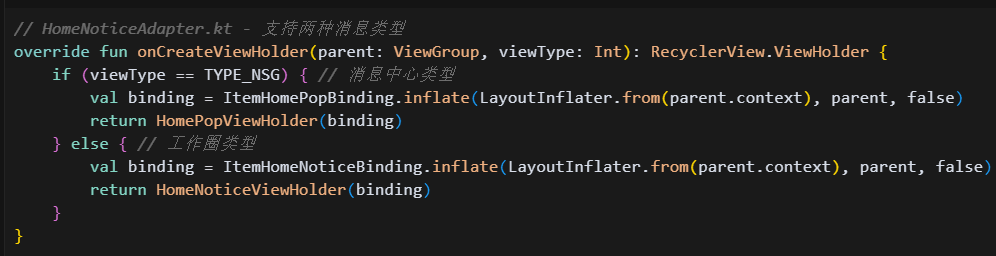 // HomeNoticeAdapter.kt - 支持两种消息类型
override fun onCreateViewHolder(parent: ViewGroup, viewType: Int): RecyclerView.ViewHolder {
    if (viewType == TYPE_NSG) { // 消息中心类型
        val binding = ItemHomePopBinding.inflate(LayoutInflater.from(parent.context), parent, false)
        return HomePopViewHolder(binding)
    } else { // 工作圈类型
        val binding = ItemHomeNoticeBinding.inflate(LayoutInflater.from(parent.context), parent, false)
        return HomeNoticeViewHolder(binding)
    }
}